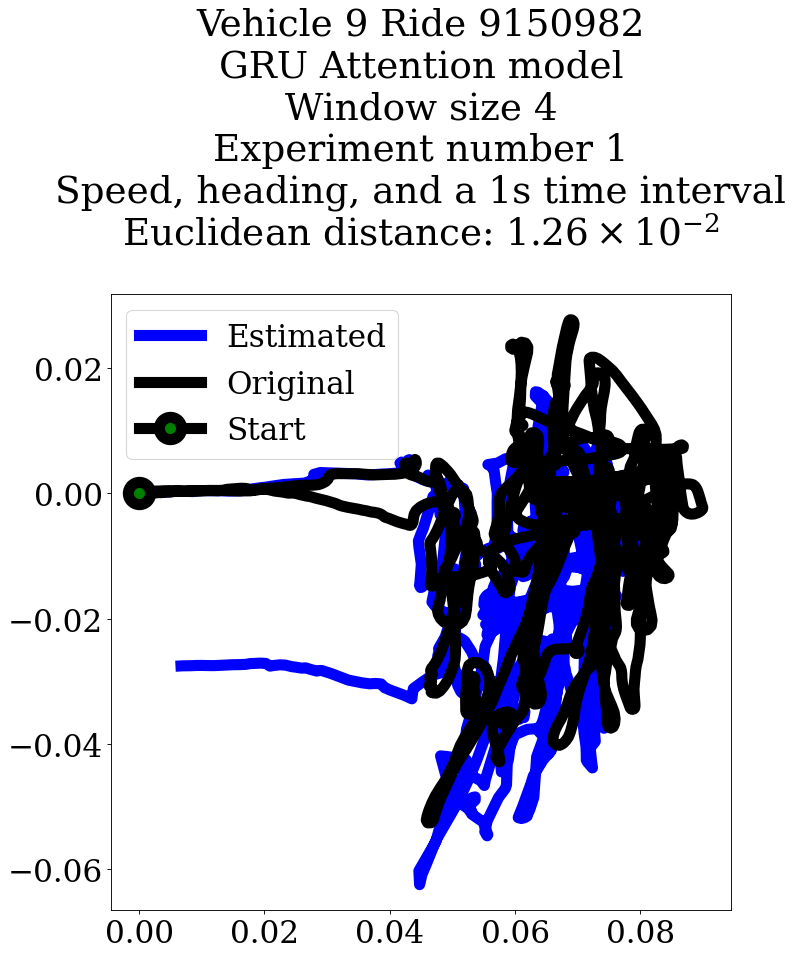 Vehicle 9 Ride 9150982
GRU Attention model
Window size 4
Experiment number 1
Speed, heading, and a 1s time interval
Euclidean distance: 1.26 × 10⁻²
Estimated
Original
Start
0.02
0.00
−0.02
−0.04
−0.06
0.00 0.02 0.04 0.06 0.08